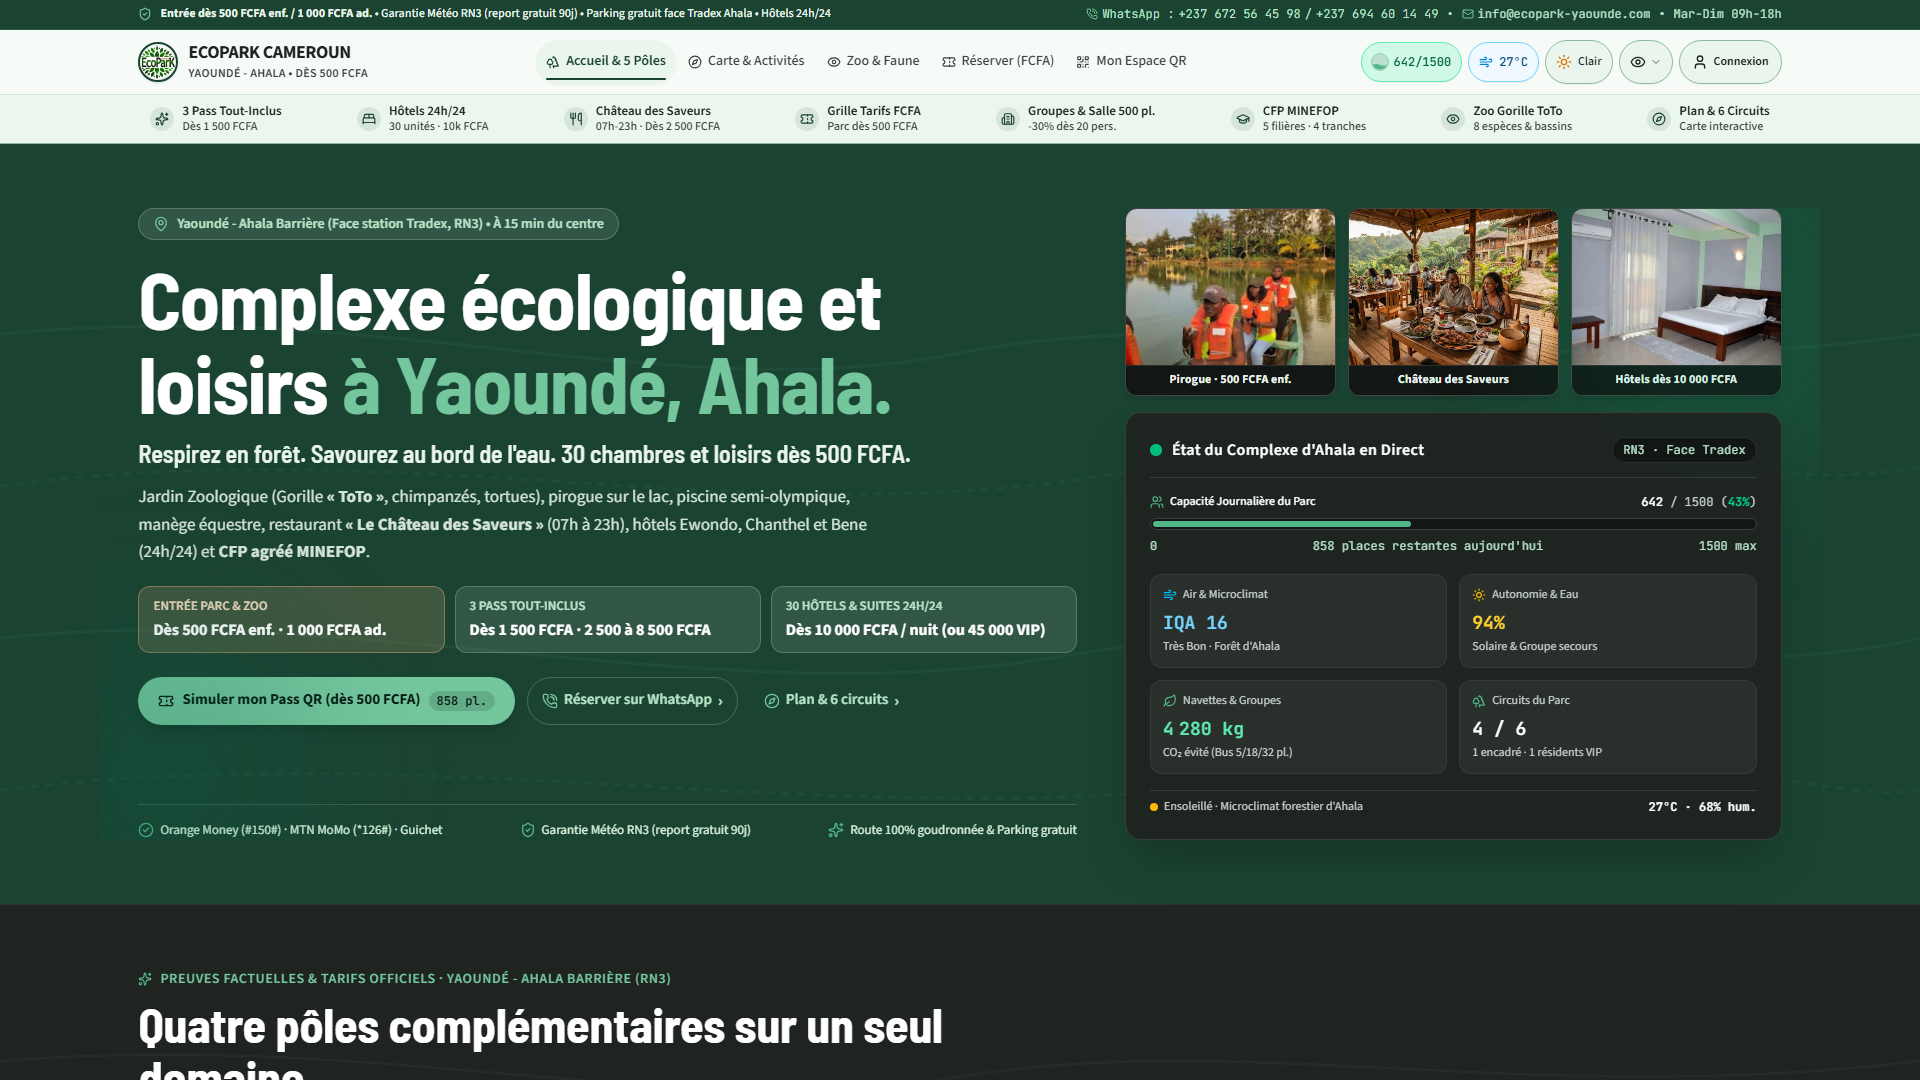 Entrée dès 500 FCFA enf. / 1 000 FCFA ad. • Garantie Météo RN3 (report gratuit 90j) • Parking gratuit face Tradex Ahala • Hôtels 24h/24
WhatsApp : +237 672 56 45 98 / +237 694 60 14 49 • info@ecopark-yaounde.com • Mar-Dim 09h-18h
EcoPark
ECOPARK CAMEROUN
YAOUNDÉ - AHALA • DÈS 500 FCFA
Accueil & 5 Pôles
Carte & Activités
Zoo & Faune
Réserver (FCFA)
Mon Espace QR
642/1500
27°C
Clair
Connexion
3 Pass Tout-Inclus
Dès 1 500 FCFA
Hôtels 24h/24
30 unités · 10k FCFA
Château des Saveurs
07h-23h · Dès 2 500 FCFA
Grille Tarifs FCFA
Parc dès 500 FCFA
Groupes & Salle 500 pl.
-30% dès 20 pers.
CFP MINEFOP
5 filières · 4 tranches
Zoo Gorille ToTo
8 espèces & bassins
Plan & 6 Circuits
Carte interactive
Yaoundé - Ahala Barrière (Face station Tradex, RN3) • À 15 min du centre
Complexe écologique et
loisirs à Yaoundé, Ahala.
Respirez en forêt. Savourez au bord de l'eau. 30 chambres et loisirs dès 500 FCFA.
Jardin Zoologique (Gorille « ToTo », chimpanzés, tortues), pirogue sur le lac, piscine semi-olympique,
manège équestre, restaurant « Le Château des Saveurs » (07h à 23h), hôtels Ewondo, Chanthel et Bene
(24h/24) et CFP agréé MINEFOP.
ENTRÉE PARC & ZOO
Dès 500 FCFA enf. · 1 000 FCFA ad.
3 PASS TOUT-INCLUS
Dès 1 500 FCFA · 2 500 à 8 500 FCFA
30 HÔTELS & SUITES 24H/24
Dès 10 000 FCFA / nuit (ou 45 000 VIP)
Simuler mon Pass QR (dès 500 FCFA) 858 pl.
Réserver sur WhatsApp ›
Plan & 6 circuits ›
Orange Money (#150#) · MTN MoMo (*126#) · Guichet
Garantie Météo RN3 (report gratuit 90j)
Route 100% goudronnée & Parking gratuit
Pirogue · 500 FCFA enf.
Château des Saveurs
Hôtels dès 10 000 FCFA
État du Complexe d'Ahala en Direct
RN3 · Face Tradex
Capacité Journalière du Parc
642 / 1500 (43%)
0
858 places restantes aujourd'hui
1500 max
Air & Microclimat
IQA 16
Très Bon · Forêt d'Ahala
Autonomie & Eau
94%
Solaire & Groupe secours
Navettes & Groupes
4 280 kg
CO₂ évité (Bus 5/18/32 pl.)
Circuits du Parc
4 / 6
1 encadré · 1 résidents VIP
Ensoleillé · Microclimat forestier d'Ahala
27°C · 68% hum.
PREUVES FACTUELLES & TARIFS OFFICIELS · YAOUNDÉ - AHALA BARRIÈRE (RN3)
Quatre pôles complémentaires sur un seul
domaine